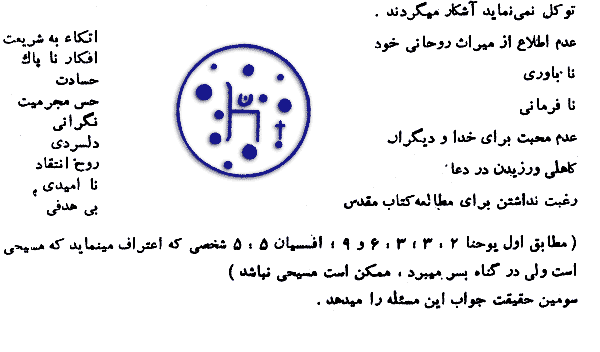 توکل نمی‌نماید آشکار میگردند .
عدم اطلاع از میراث روحانی خود
نا باوری
نا فرمانی
عدم محبت برای خدا و دیگران
کاهلی ورزیدن در دعا
رغبت نداشتن برای مطالعه کتاب مقدس
اتکاء به شریعت
افکار نا پاك
حسادت
حس مجرمیت
نگرانی
دلسردی
روح انتقاد
نا امیدی
بی هدفی
ن
( مطابق اول یوحنا ۲ : ۳ ؛ ۳ : ۶ و ۹ ؛ افسسیان ۵ : ۵ شخصی که اعتراف مینماید که مسیحی
است ولی در گناه بسر میبرد ، ممکن است مسیحی نباشد )
سومین حقیقت جواب این مسئله را میدهد .